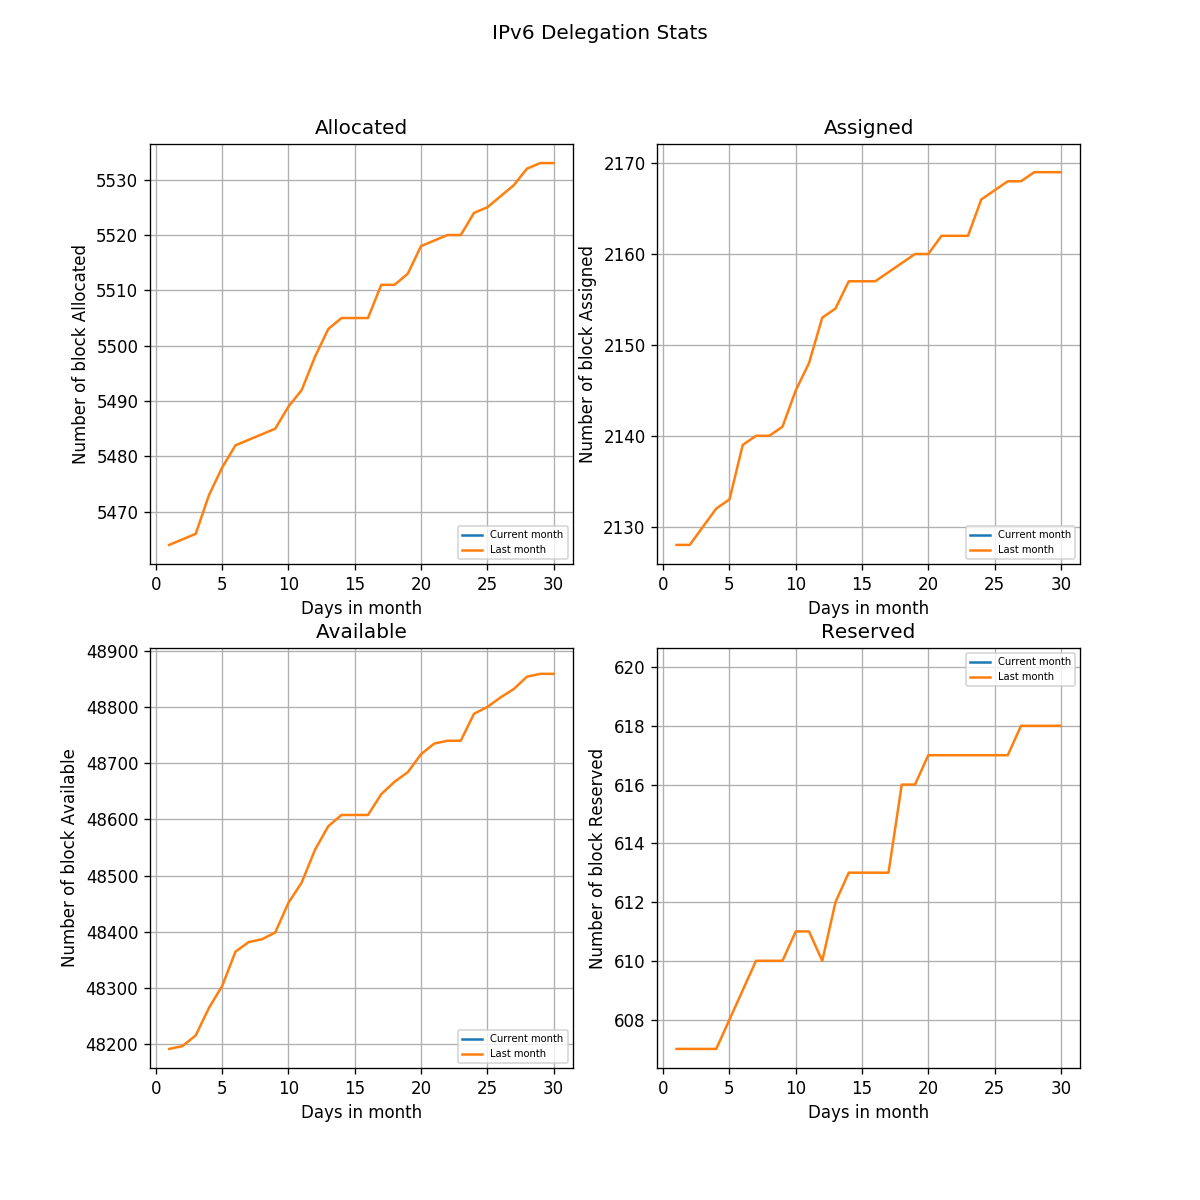 IPv6 Delegation Stats
Allocated
Number of block Allocated
5530
5520
5510
5500
5490
5480
5470
Current month
Last month
0 5 10 15 20 25 30
Days in month
Assigned
Number of block Assigned
2170
2160
2150
2140
2130
Current month
Last month
0 5 10 15 20 25 30
Days in month
Available
Number of block Available
48900
48800
48700
48600
48500
48400
48300
48200
Current month
Last month
0 5 10 15 20 25 30
Days in month
Reserved
Number of block Reserved
620
618
616
614
612
610
608
Current month
Last month
0 5 10 15 20 25 30
Days in month